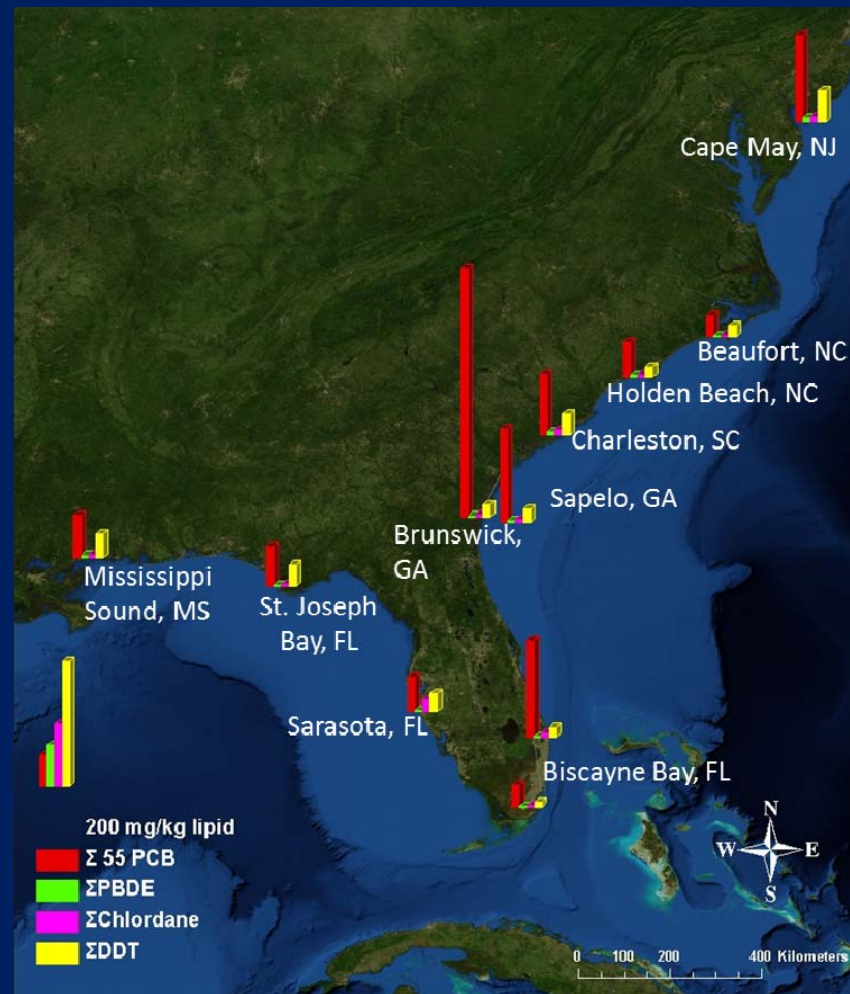 Cape May, NJ
Beaufort, NC
Holden Beach, NC
Charleston, SC
Sapelo, GA
Brunswick,
GA
Mississippi
Sound, MS
St. Joseph
Bay, FL
Sarasota, FL
Biscayne Bay, FL
200 mg/kg lipid
Σ 55 PCB
ΣPBDE
ΣChlordane
ΣDDT
N
W E
S
0 100 200 400 Kilometers